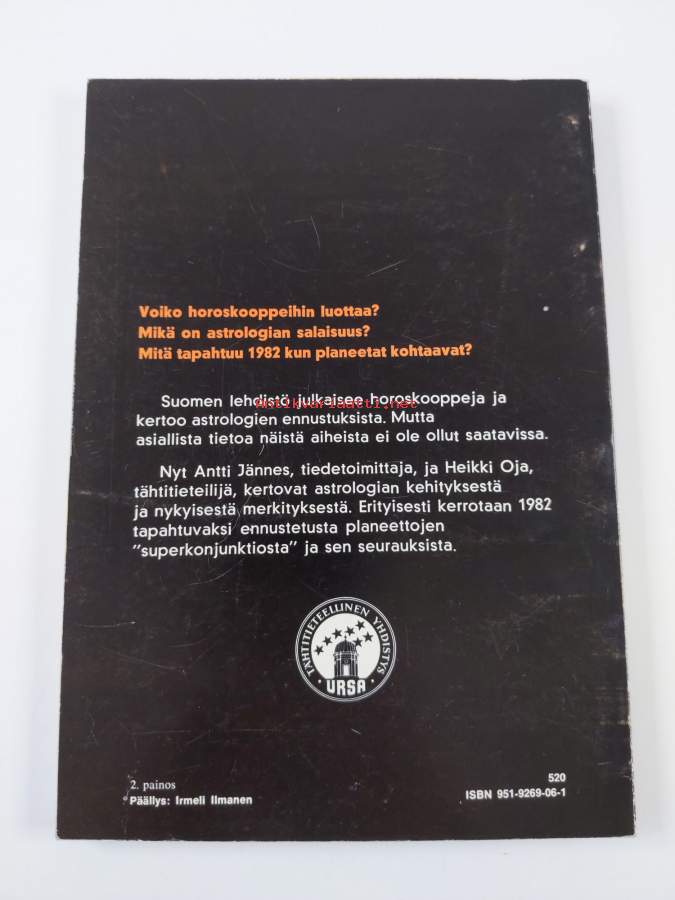 Voiko horoskooppeihin luottaa?
Mikä on astrologian salaisuus?
Mitä tapahtuu 1982 kun planeetat kohtaavat?
Suomen lehdistö julkaisee horoskooppeja ja
Antikvariaatti.net
kertoo astrologien ennustuksista. Mutta
asiallista tietoa näistä aiheista ei ole ollut saatavissa.
Nyt Antti Jännes, tiedetoimittaja, ja Heikki Oja,
tähtitieteilijä, kertovat astrologian kehityksestä
ja nykyisestä merkityksestä. Erityisesti kerrotaan 1982
tapahtuvaksi ennustetusta planeettojen
"superkonjunktiosta" ja sen seurauksista.
TÄHTITIETEELLINEN YHDISTYS
· URSA ·
2. painos
Päällys: Irmeli Ilmanen
520
ISBN 951-9269-06-1